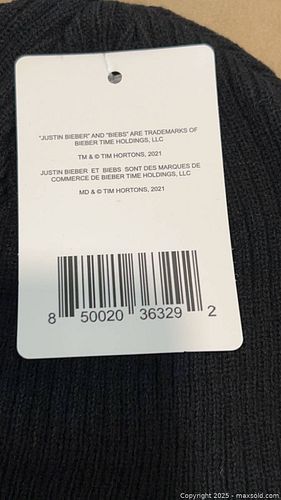 "JUSTIN BIEBER" AND "BIEBS" ARE TRADEMARKS OF
BIEBER TIME HOLDINGS, LLC
TM & © TIM HORTONS, 2021
JUSTIN BIEBER ET BIEBS SONT DES MARQUES DE
COMMERCE DE BIEBER TIME HOLDINGS, LLC
MD & © TIM HORTONS, 2021
8 50020 36329 2
Copyright 2025 - maxsold.com